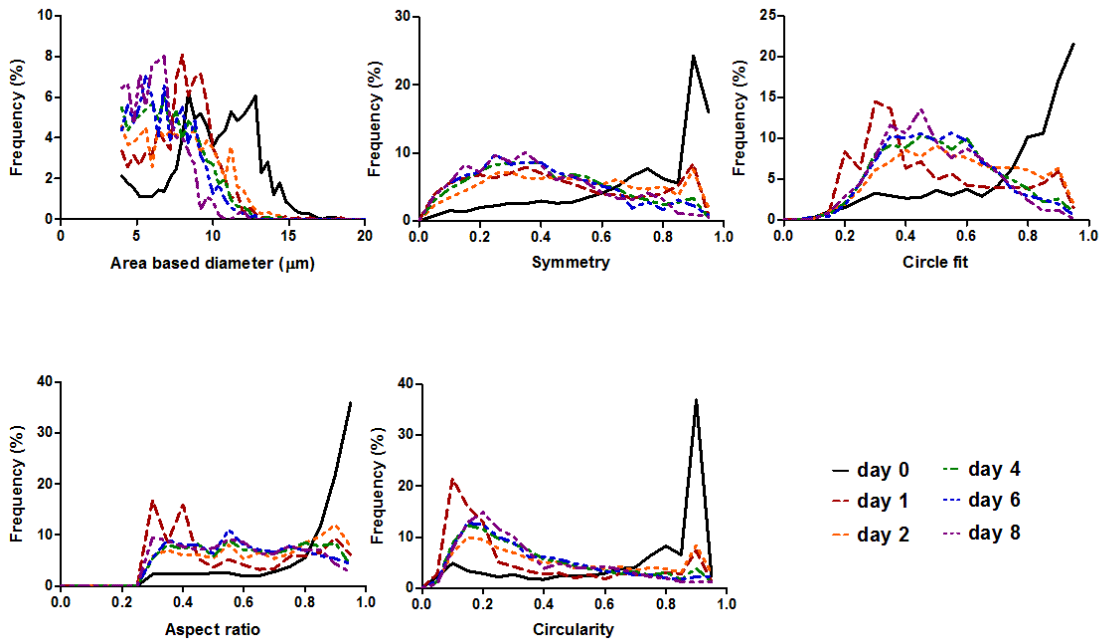 Frequency (%)
10
8
6
4
2
0
0 5 10 15 20
Area based diameter (μm)
Frequency (%)
30
20
10
0
0.0 0.2 0.4 0.6 0.8 1.0
Symmetry
Frequency (%)
25
20
15
10
5
0
0.0 0.2 0.4 0.6 0.8 1.0
Circle fit
Frequency (%)
40
30
20
10
0
0.0 0.2 0.4 0.6 0.8 1.0
Aspect ratio
Frequency (%)
40
30
20
10
0
0.0 0.2 0.4 0.6 0.8 1.0
Circularity
day 0
day 1
day 2
day 4
day 6
day 8